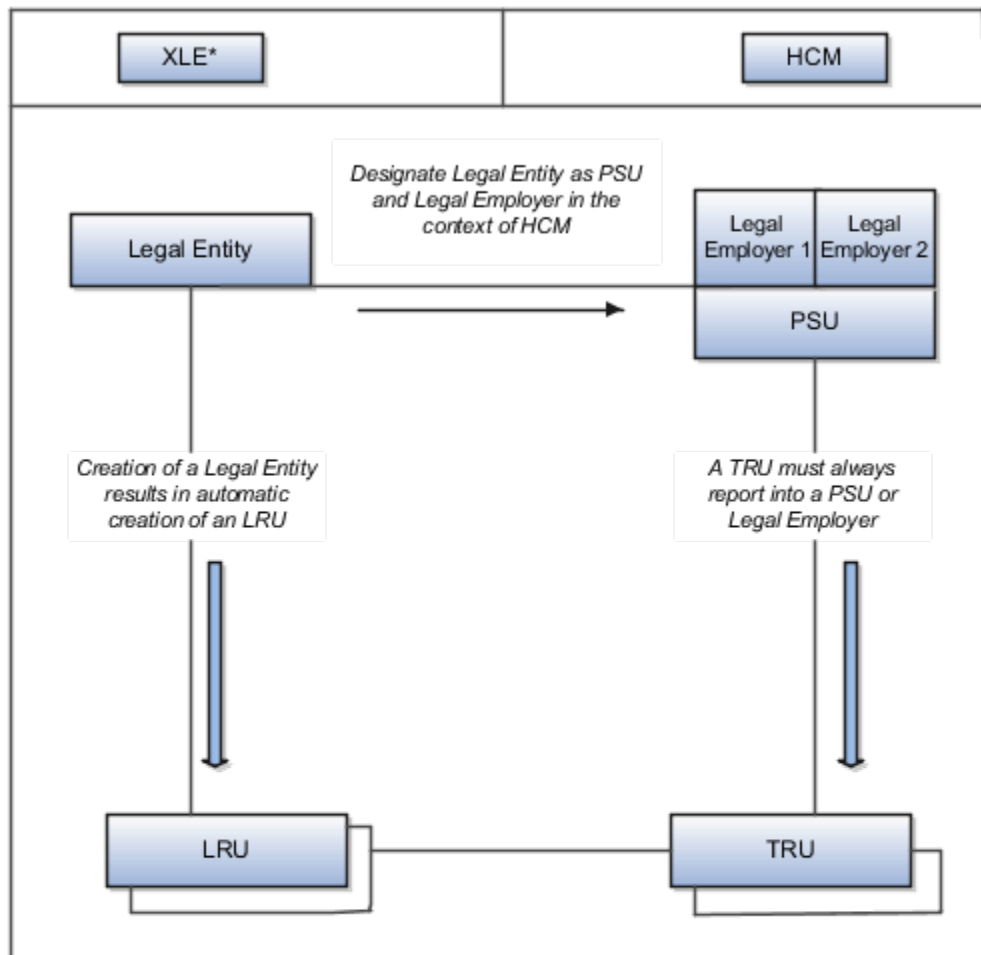 XLE*
HCM
Designate Legal Entity as PSU
and Legal Employer in the
context of HCM
Legal Entity
Legal
Employer 1
Legal
Employer 2
PSU
Creation of a Legal Entity
results in automatic
creation of an LRU
A TRU must always
report into a PSU or
Legal Employer
LRU
TRU